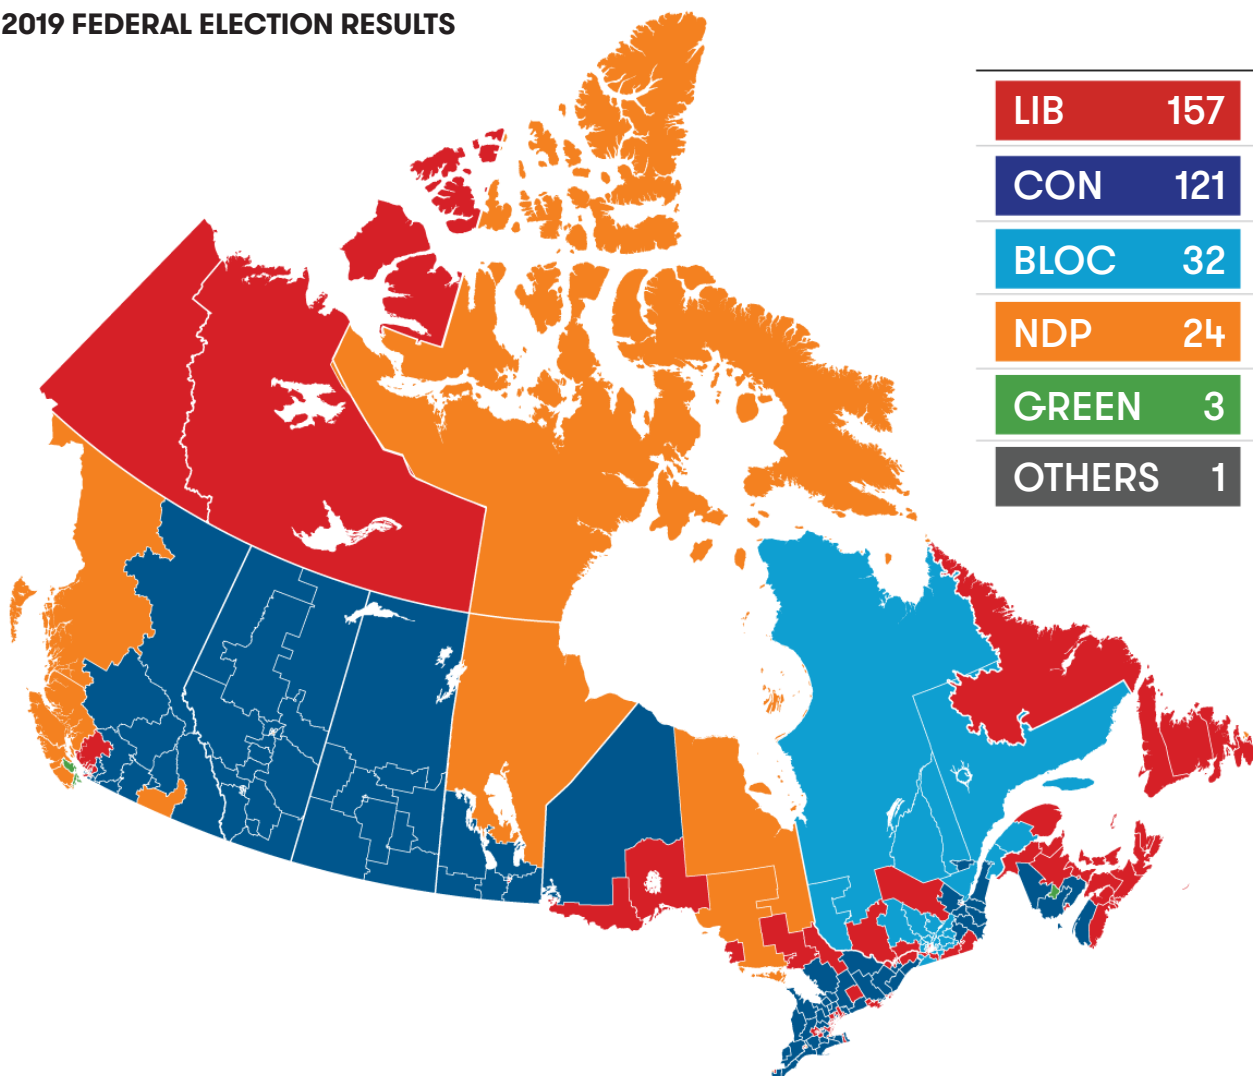 2019 FEDERAL ELECTION RESULTS
LIB 157
CON 121
BLOC 32
NDP 24
GREEN 3
OTHERS 1